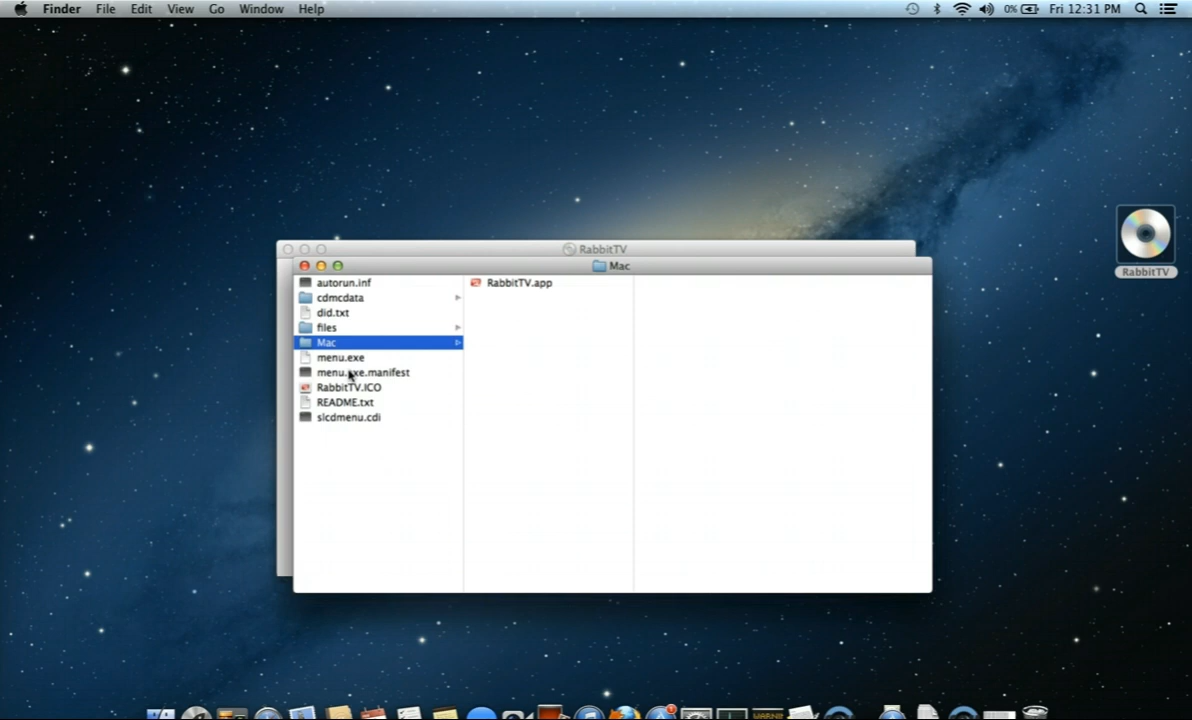 Finder File Edit View Go Window Help 0% Fri 12:31 PM
RabbitTV
RabbitTV
Mac
autorun.inf
cdmcdata
did.txt
files
Mac
menu.exe
menu.exe.manifest
RabbitTV.ICO
README.txt
slcdmenu.cdi
RabbitTV.app